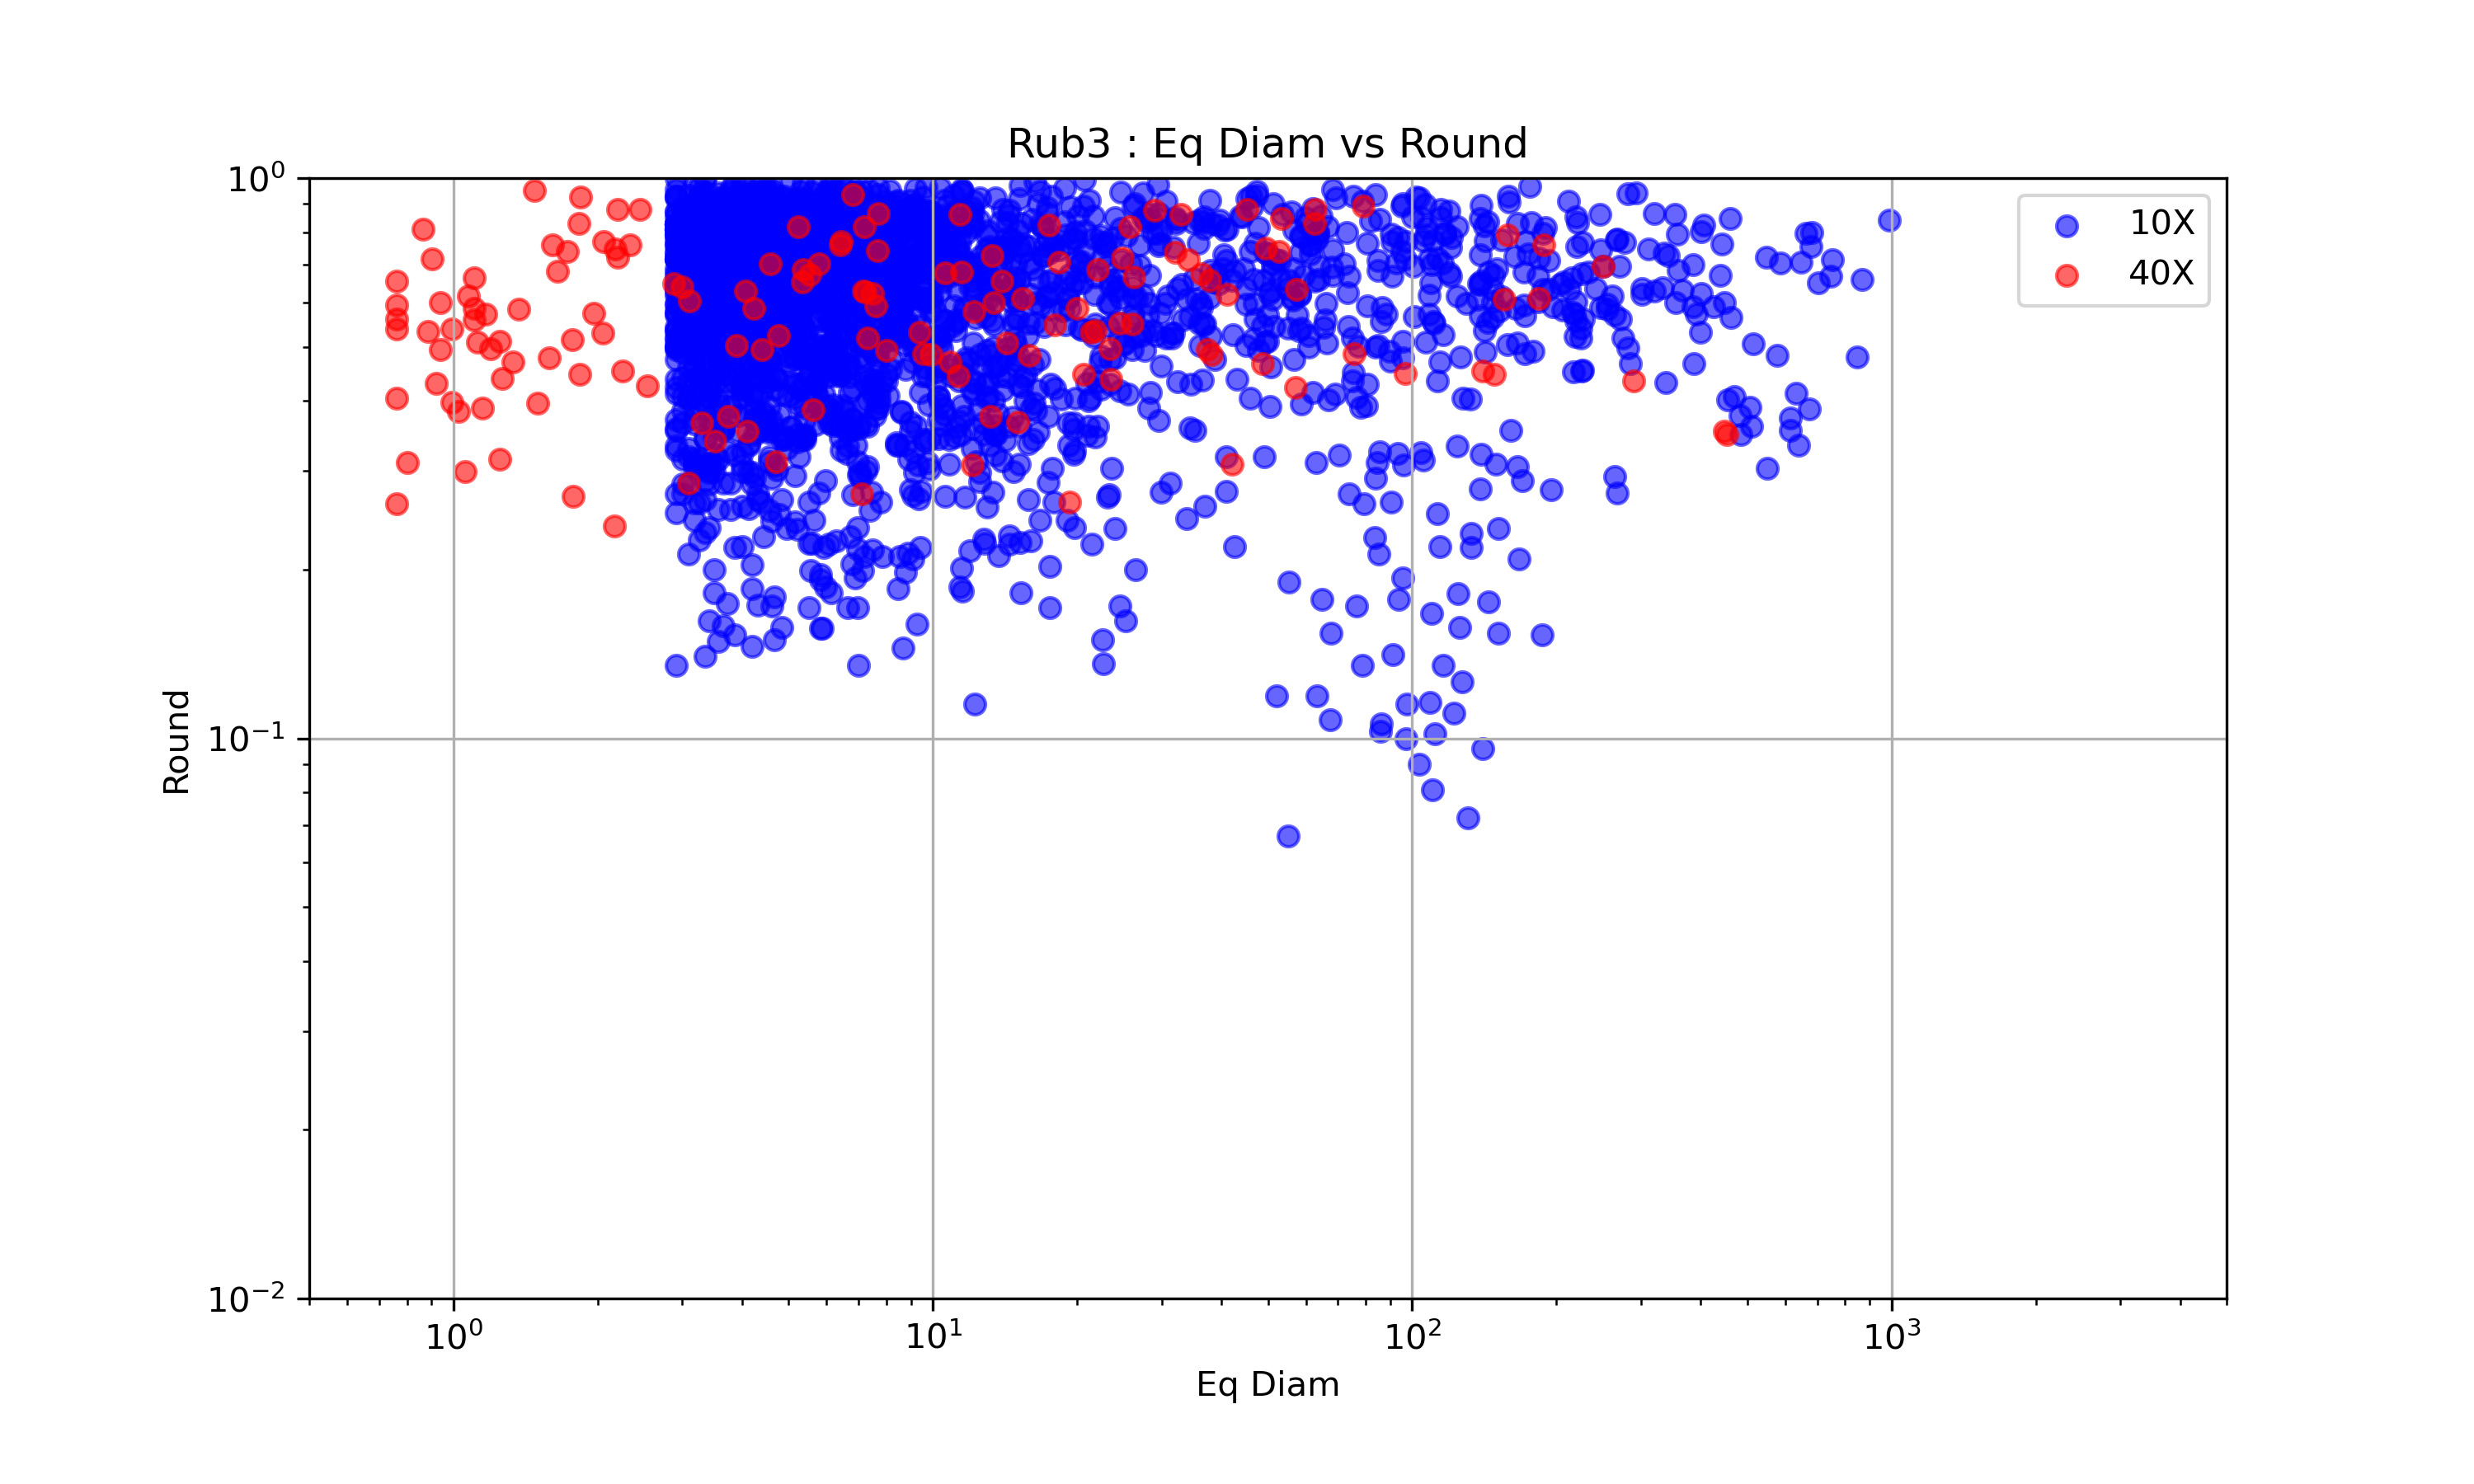 Rub3 : Eq Diam vs Round
10⁰
10⁻¹
10⁻²
Round
10X
40X
10⁰ 10¹ 10² 10³
Eq Diam